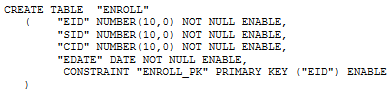 CREATE TABLE "ENROLL"
( "EID" NUMBER(10,0) NOT NULL ENABLE,
"SID" NUMBER(10,0) NOT NULL ENABLE,
"CID" NUMBER(10,0) NOT NULL ENABLE,
"EDATE" DATE NOT NULL ENABLE,
CONSTRAINT "ENROLL_PK" PRIMARY KEY ("EID") ENABLE
)